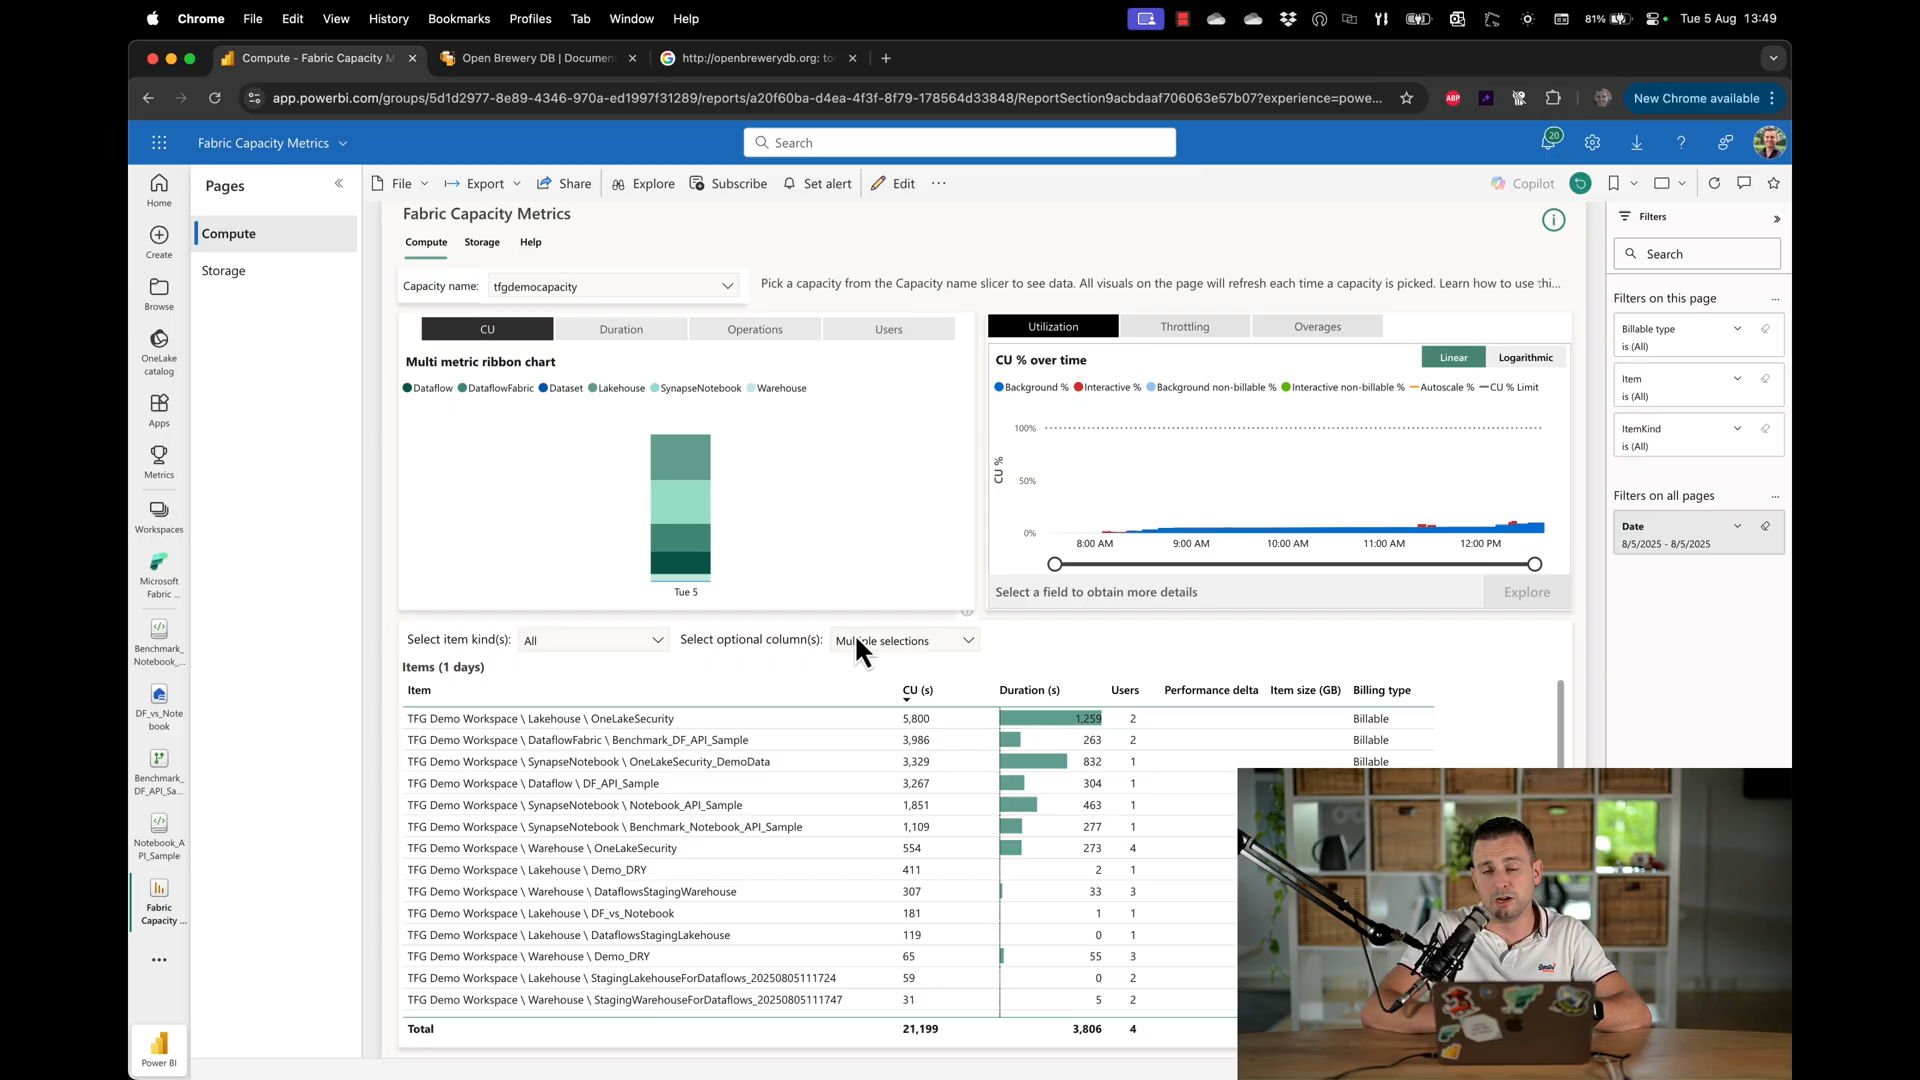 Chrome File Edit View History Bookmarks Profiles Tab Window Help 81% Tue 5 Aug 13:49
Compute - Fabric Capacity M Open Brewery DB | Documen http://openbrewerydb.org: to
app.powerbi.com/groups/5d1d2977-8e89-4346-970a-ed1997f31289/reports/a20f60ba-d4ea-4f3f-8f79-178564d33848/ReportSection9acbdaaf706063e57b07?experience=powe... ABP New Chrome available
Fabric Capacity Metrics Search 20
Home
Create
Browse
OneLake
catalog
Apps
Metrics
Workspaces
Microsoft
Fabric ...
Benchmark_
Notebook_...
DF_vs_Note
book
Benchmark_
DF_API_Sa...
Notebook_A
PI_Sample
Fabric
Capacity ...
Power BI
Pages
Compute
Storage
File Export Share Explore Subscribe Set alert Edit Copilot
Fabric Capacity Metrics
Compute Storage Help
Capacity name: tfgdemocapacity Pick a capacity from the Capacity name slicer to see data. All visuals on the page will refresh each time a capacity is picked. Learn how to use thi...
CU Duration Operations Users
Multi metric ribbon chart
Dataflow DataflowFabric Dataset Lakehouse SynapseNotebook Warehouse
Tue 5
Utilization Throttling Overages
CU % over time Linear Logarithmic
Background % Interactive % Background non-billable % Interactive non-billable % Autoscale % CU % Limit
100%
50%
0%
CU %
8:00 AM 9:00 AM 10:00 AM 11:00 AM 12:00 PM
Select a field to obtain more details Explore
Select item kind(s): All Select optional column(s): Multiple selections
Items (1 days)
Item CU (s) Duration (s) Users Performance delta Item size (GB) Billing type
TFG Demo Workspace \ Lakehouse \ OneLakeSecurity 5,800 1,259 2 Billable
TFG Demo Workspace \ DataflowFabric \ Benchmark_DF_API_Sample 3,986 263 2 Billable
TFG Demo Workspace \ SynapseNotebook \ OneLakeSecurity_DemoData 3,329 832 1 Billable
TFG Demo Workspace \ Dataflow \ DF_API_Sample 3,267 304 1
TFG Demo Workspace \ SynapseNotebook \ Notebook_API_Sample 1,851 463 1
TFG Demo Workspace \ SynapseNotebook \ Benchmark_Notebook_API_Sample 1,109 277 1
TFG Demo Workspace \ Warehouse \ OneLakeSecurity 554 273 4
TFG Demo Workspace \ Lakehouse \ Demo_DRY 411 2 1
TFG Demo Workspace \ Warehouse \ DataflowsStagingWarehouse 307 33 3
TFG Demo Workspace \ Lakehouse \ DF_vs_Notebook 181 1 1
TFG Demo Workspace \ Lakehouse \ DataflowsStagingLakehouse 119 0 1
TFG Demo Workspace \ Warehouse \ Demo_DRY 65 55 3
TFG Demo Workspace \ Lakehouse \ StagingLakehouseForDataflows_20250805111724 59 0 2
TFG Demo Workspace \ Warehouse \ StagingWarehouseForDataflows_20250805111747 31 5 2
Total 21,199 3,806 4
Filters
Search
Filters on this page
Billable type
is (All)
Item
is (All)
ItemKind
is (All)
Filters on all pages
Date
8/5/2025 - 8/5/2025